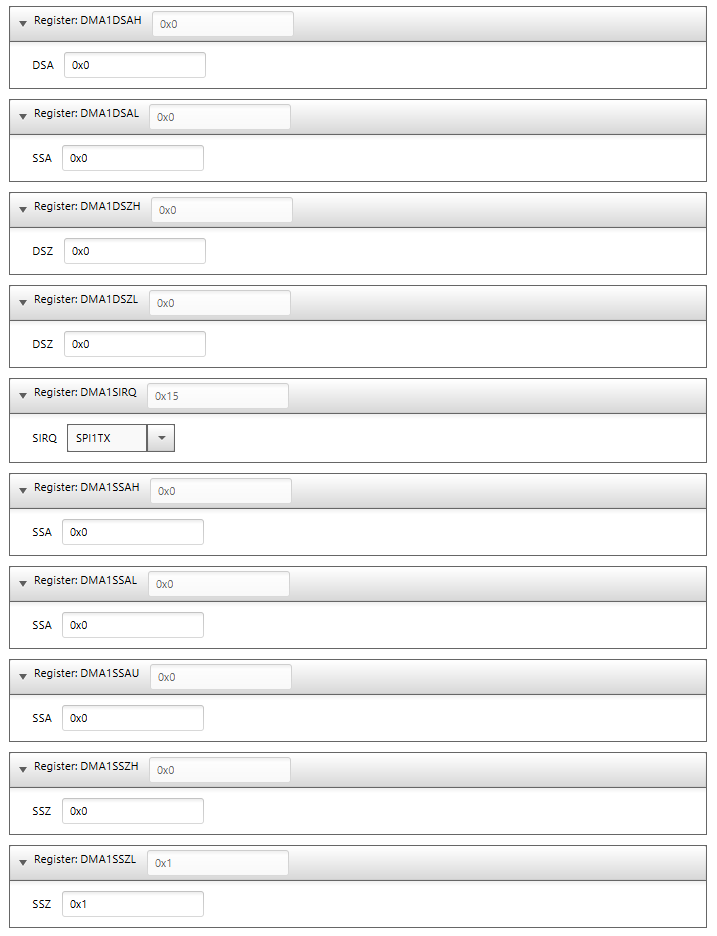 Register: DMA1DSAH 0x0
DSA 0x0
Register: DMA1DSAL 0x0
SSA 0x0
Register: DMA1DSZH 0x0
DSZ 0x0
Register: DMA1DSZL 0x0
DSZ 0x0
Register: DMA1SIRQ 0x15
SIRQ SPI1TX
Register: DMA1SSAH 0x0
SSA 0x0
Register: DMA1SSAL 0x0
SSA 0x0
Register: DMA1SSAU 0x0
SSA 0x0
Register: DMA1SSZH 0x0
SSZ 0x0
Register: DMA1SSZL 0x1
SSZ 0x1